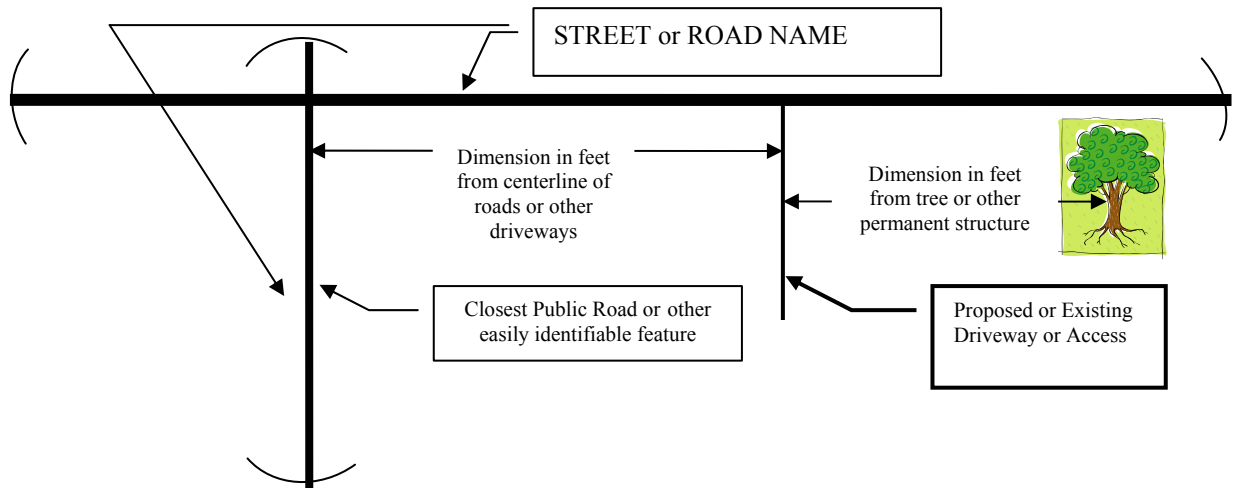 STREET or ROAD NAME
Dimension in feet
from centerline of
roads or other
driveways
Dimension in feet
from tree or other
permanent structure
Closest Public Road or other
easily identifiable feature
Proposed or Existing
Driveway or Access